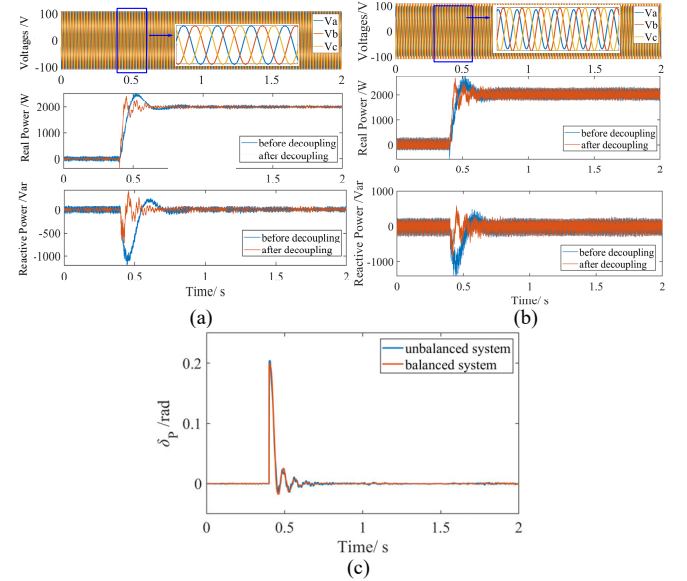 Voltages /V
100
0
-100
0
0.5
1
1.5
2
Va
Vb
Vc
Real Power /W
2000
1000
0
before decoupling
after decoupling
0
0.5
1
1.5
2
Reactive Power /Var
0
-500
-1000
before decoupling
after decoupling
0
0.5
1
1.5
2
Time/ s
(a)
Voltages/V
100
0
-100
0
0.5
1
1.5
2
Va
Vb
Vc
Real Power /W
2000
1000
0
before decoupling
after decoupling
0
0.5
1
1.5
2
Reactive Power /Var
1000
0
-1000
before decoupling
after decoupling
0
0.5
1
1.5
2
Time/ s
(b)
δP /rad
0.2
0.1
0
unbalanced system
balanced system
0
0.5
1
1.5
2
Time/ s
(c)